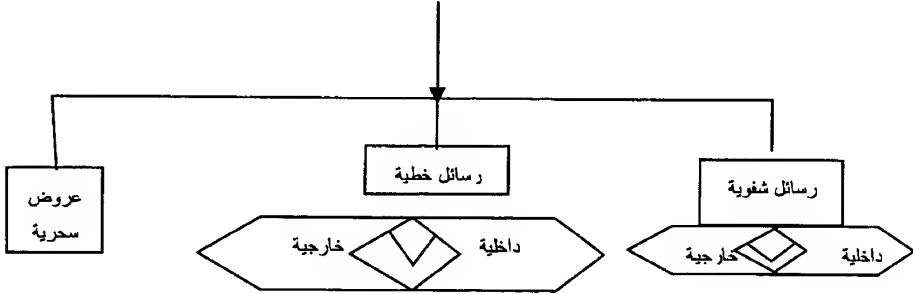 رسائل شفوية
داخلية
خارجية
رسائل خطية
داخلية
خارجية
عروض
سحرية